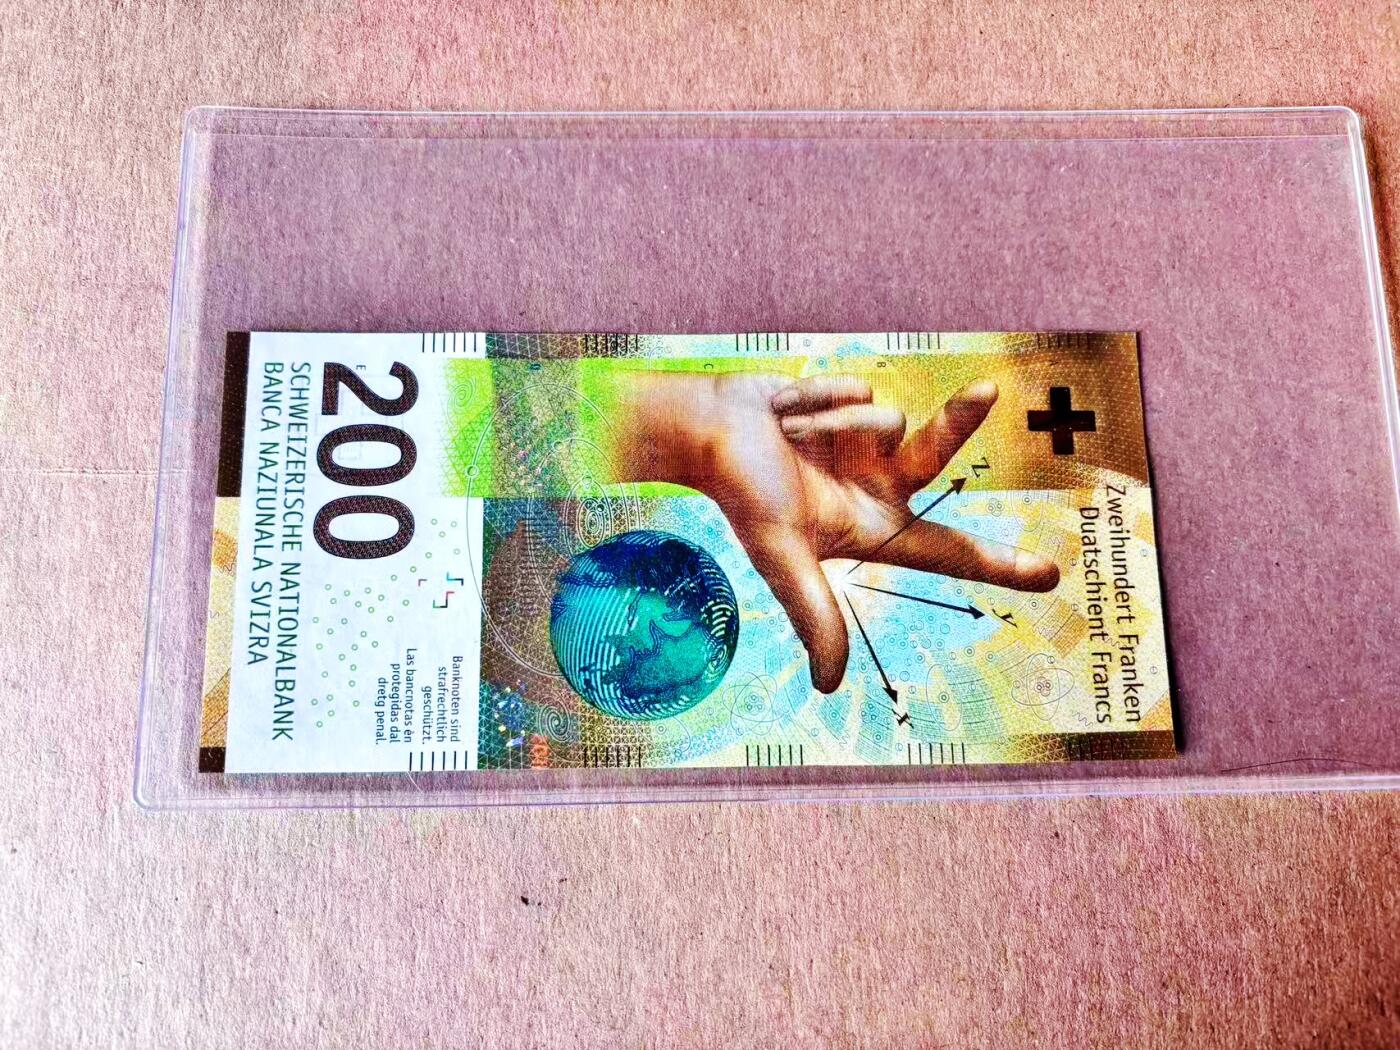 Zweihundert Franken
Duatschient Francs
z
y
x
Banknoten sind
strafrechtlich
geschützt.
Las bancnotas èn
protegidas dal
dretg penal.
200
SCHWEIZERISCHE NATIONALBANK
BANCA NAZIUNALA SVIZRA